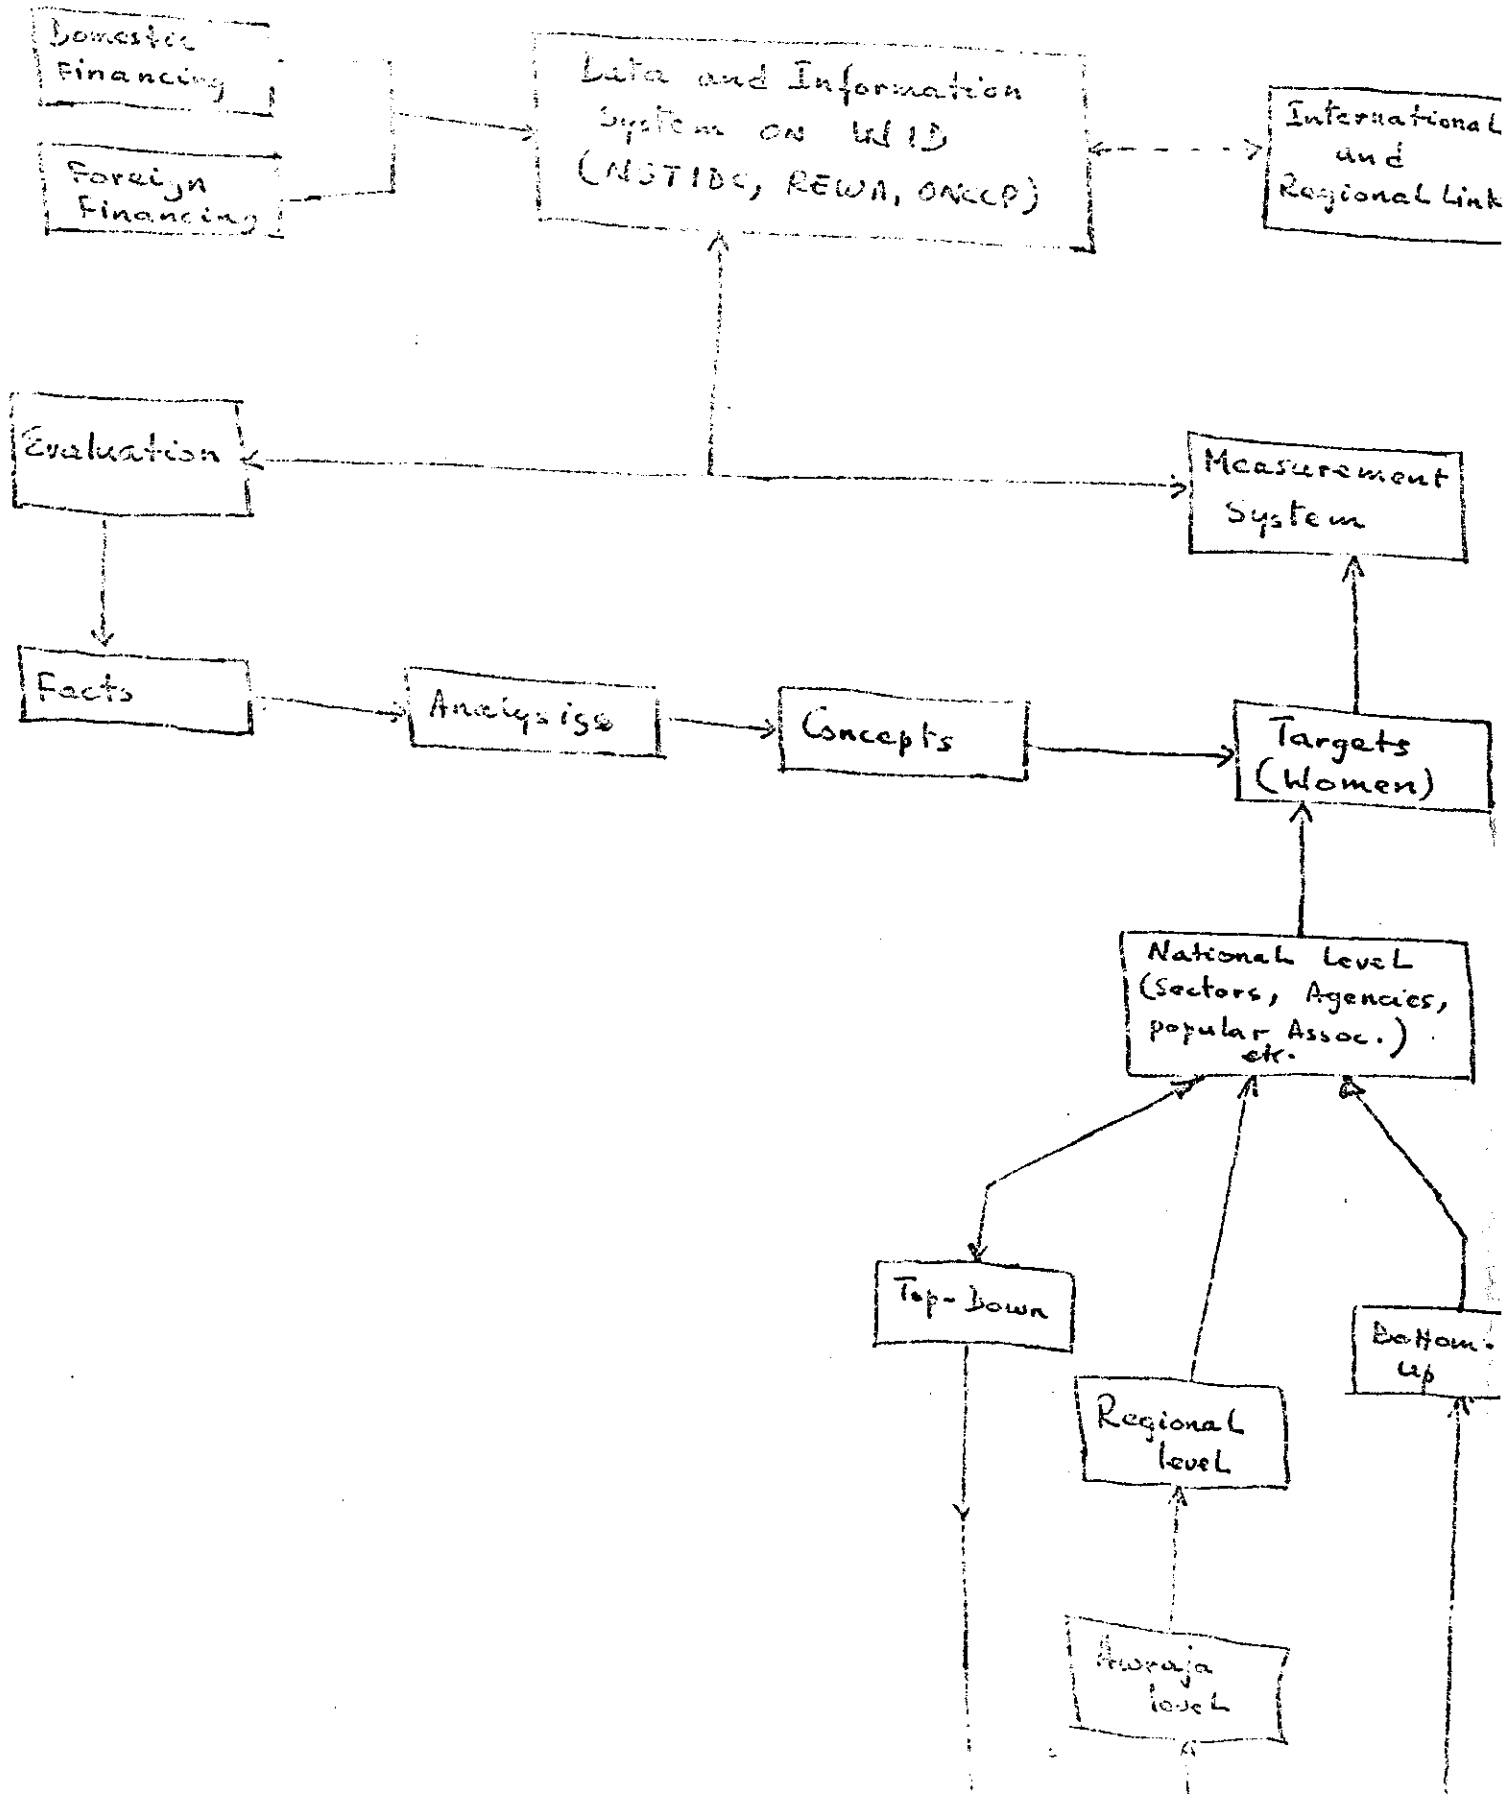 Domestic
Financing
Foreign
Financing
Data and Information
System on WID
(NSTIDC, REWA, ONCCP)
International
and
Regional Link
Evaluation
Measurement
System
Facts
Analysiss
Concepts
Targets
(Women)
National Level
(Sectors, Agencies,
popular Assoc.)
etc.
Top-Down
Bottom-
up
Regional
level
Awraja
level